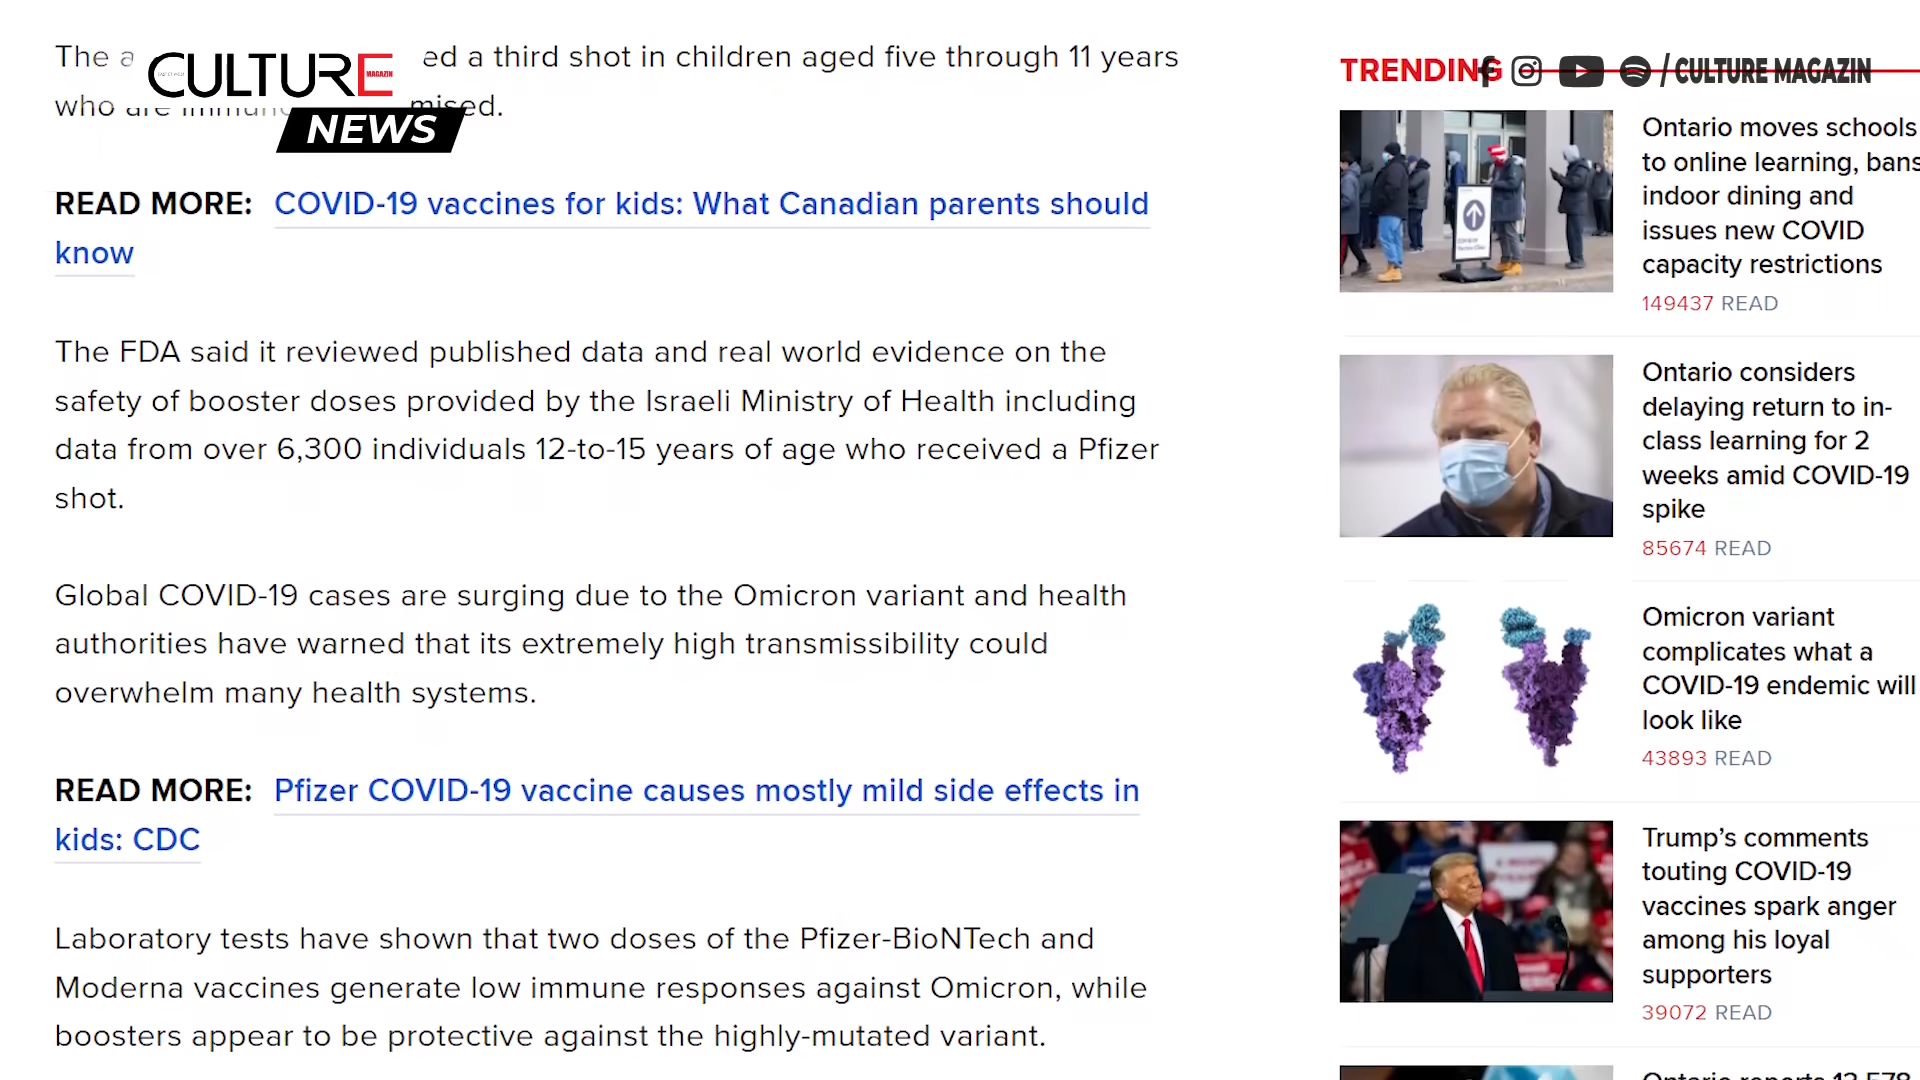 The a
ed a third shot in children aged five through 11 years
who are immun
mised.
CULTURE
MAGAZIN
NEWS
READ MORE: COVID-19 vaccines for kids: What Canadian parents should
know
The FDA said it reviewed published data and real world evidence on the
safety of booster doses provided by the Israeli Ministry of Health including
data from over 6,300 individuals 12-to-15 years of age who received a Pfizer
shot.
Global COVID-19 cases are surging due to the Omicron variant and health
authorities have warned that its extremely high transmissibility could
overwhelm many health systems.
READ MORE: Pfizer COVID-19 vaccine causes mostly mild side effects in
kids: CDC
Laboratory tests have shown that two doses of the Pfizer-BioNTech and
Moderna vaccines generate low immune responses against Omicron, while
boosters appear to be protective against the highly-mutated variant.
TRENDING
/ CULTURE MAGAZIN
Ontario moves schools
to online learning, bans
indoor dining and
issues new COVID
capacity restrictions
149437 READ
Ontario considers
delaying return to in-
class learning for 2
weeks amid COVID-19
spike
85674 READ
Omicron variant
complicates what a
COVID-19 endemic will
look like
43893 READ
Trump's comments
touting COVID-19
vaccines spark anger
among his loyal
supporters
39072 READ
Ontario reports 13,578